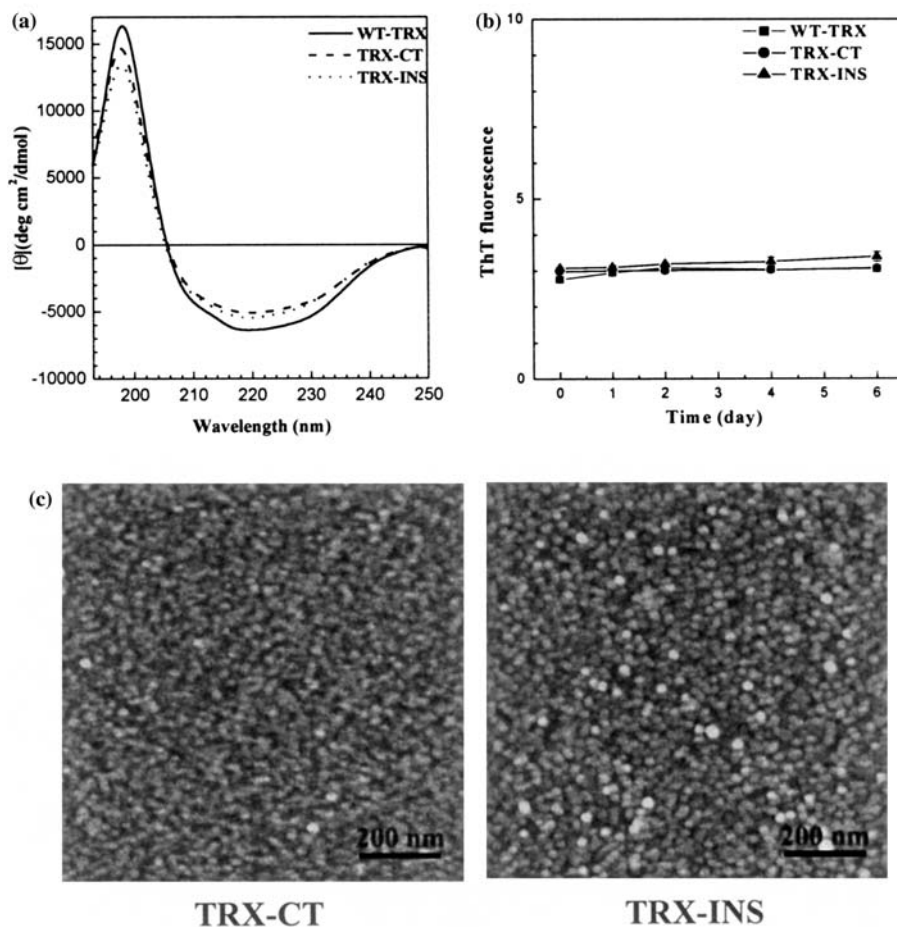 (a)
WT-TRX
TRX-CT
TRX-INS
15000
10000
5000
0
-5000
-10000
[θ](deg cm²/dmol)
200 210 220 230 240 250
Wavelength (nm)
(b)
WT-TRX
TRX-CT
TRX-INS
10
5
0
ThT fluorescence
0 1 2 3 4 5 6
Time (day)
(c)
200 nm
200 nm
TRX-CT
TRX-INS